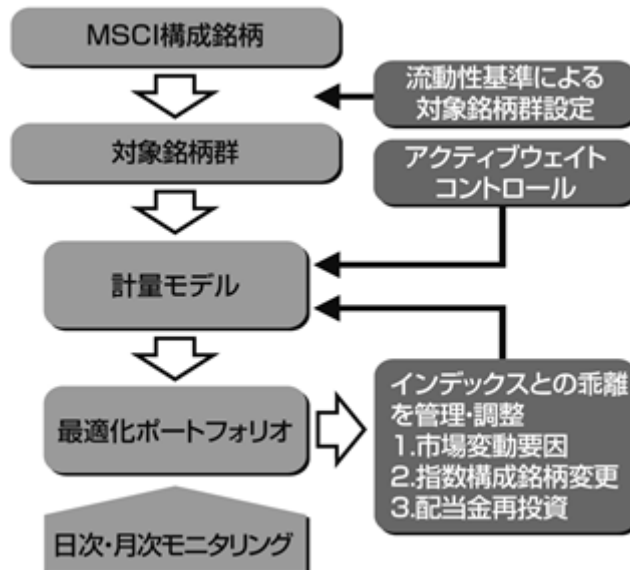 MSCI構成銘柄
流動性基準による
対象銘柄群設定
対象銘柄群
アクティブウェイト
コントロール
計量モデル
最適化ポートフォリオ
インデックスとの乖離
を管理・調整
1.市場変動要因
2.指数構成銘柄変更
3.配当金再投資
日次・月次モニタリング